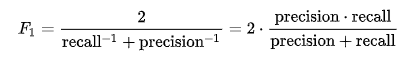 F₁ = 2 / (recall⁻¹ + precision⁻¹) = 2 · (precision · recall) / (precision + recall)